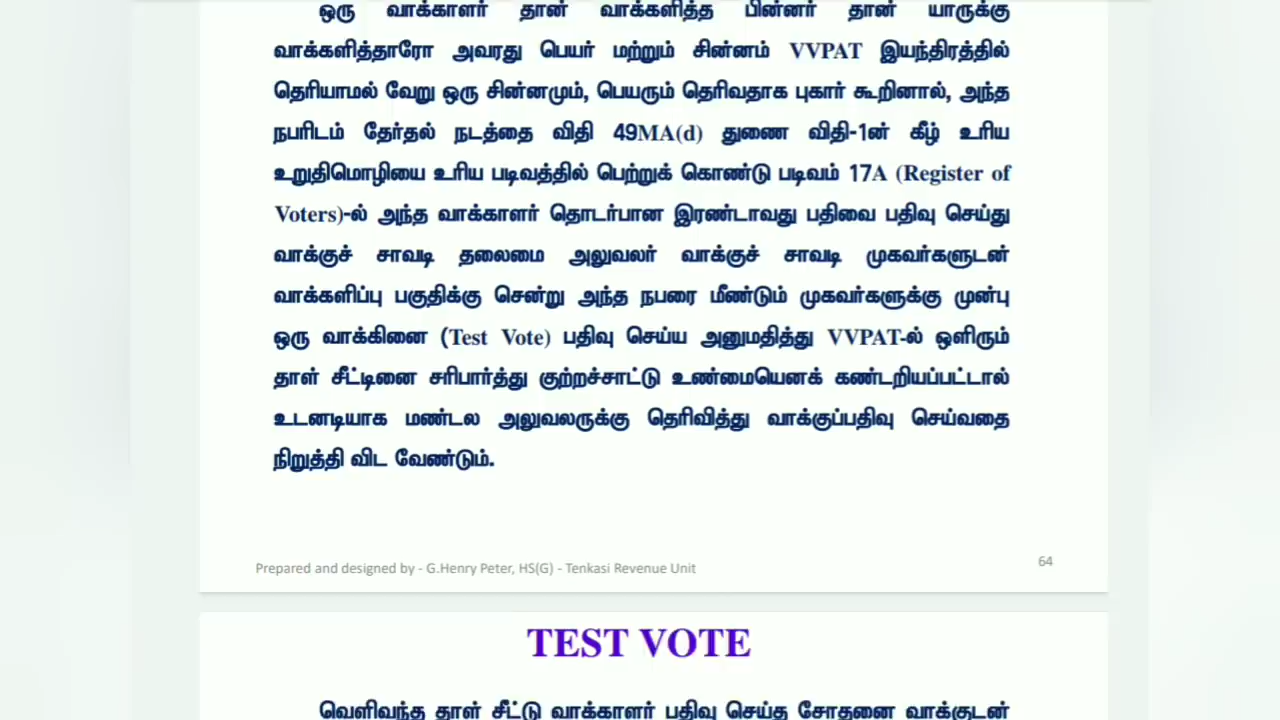 ஒரு வாக்காளர் தான் வாக்களித்த பின்னர் தான் யாருக்கு
வாக்களித்தாரோ அவரது பெயர் மற்றும் சின்னம் VVPAT இயந்திரத்தில்
தெரியாமல் வேறு ஒரு சின்னமும், பெயரும் தெரிவதாக புகார் கூறினால், அந்த
நபரிடம் தேர்தல் நடத்தை விதி 49MA(d) துணை விதி-1ன் கீழ் உரிய
உறுதிமொழியை உரிய படிவத்தில் பெற்றுக் கொண்டு படிவம் 17A (Register of
Voters)-ல் அந்த வாக்காளர் தொடர்பான இரண்டாவது பதிவை பதிவு செய்து
வாக்குச் சாவடி தலைமை அலுவலர் வாக்குச் சாவடி முகவர்களுடன்
வாக்களிப்பு பகுதிக்கு சென்று அந்த நபரை மீண்டும் முகவர்களுக்கு முன்பு
ஒரு வாக்கினை (Test Vote) பதிவு செய்ய அனுமதித்து VVPAT-ல் ஒளிரும்
தாள் சீட்டினை சரிபார்த்து குற்றச்சாட்டு உண்மையெனக் கண்டறியப்பட்டால்
உடனடியாக மண்டல அலுவலருக்கு தெரிவித்து வாக்குப்பதிவு செய்வதை
நிறுத்தி விட வேண்டும்.
Prepared and designed by - G.Henry Peter, HS(G) - Tenkasi Revenue Unit
64
TEST VOTE
வெளிவந்த தாள் சீட்டு வாக்காளர் பதிவு செய்த சோதனை வாக்குடன்